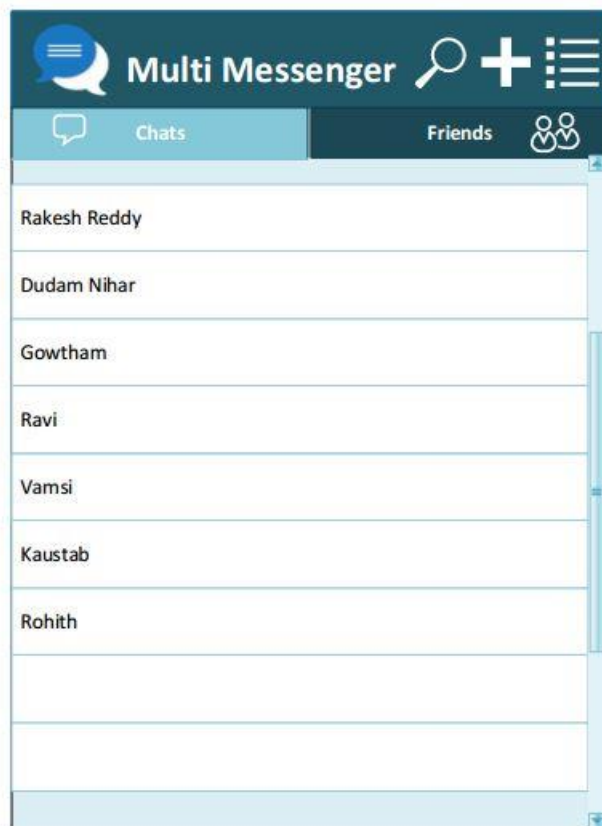 Multi Messenger
Chats Friends
Rakesh Reddy
Dudam Nihar
Gowtham
Ravi
Vamsi
Kaustab
Rohith